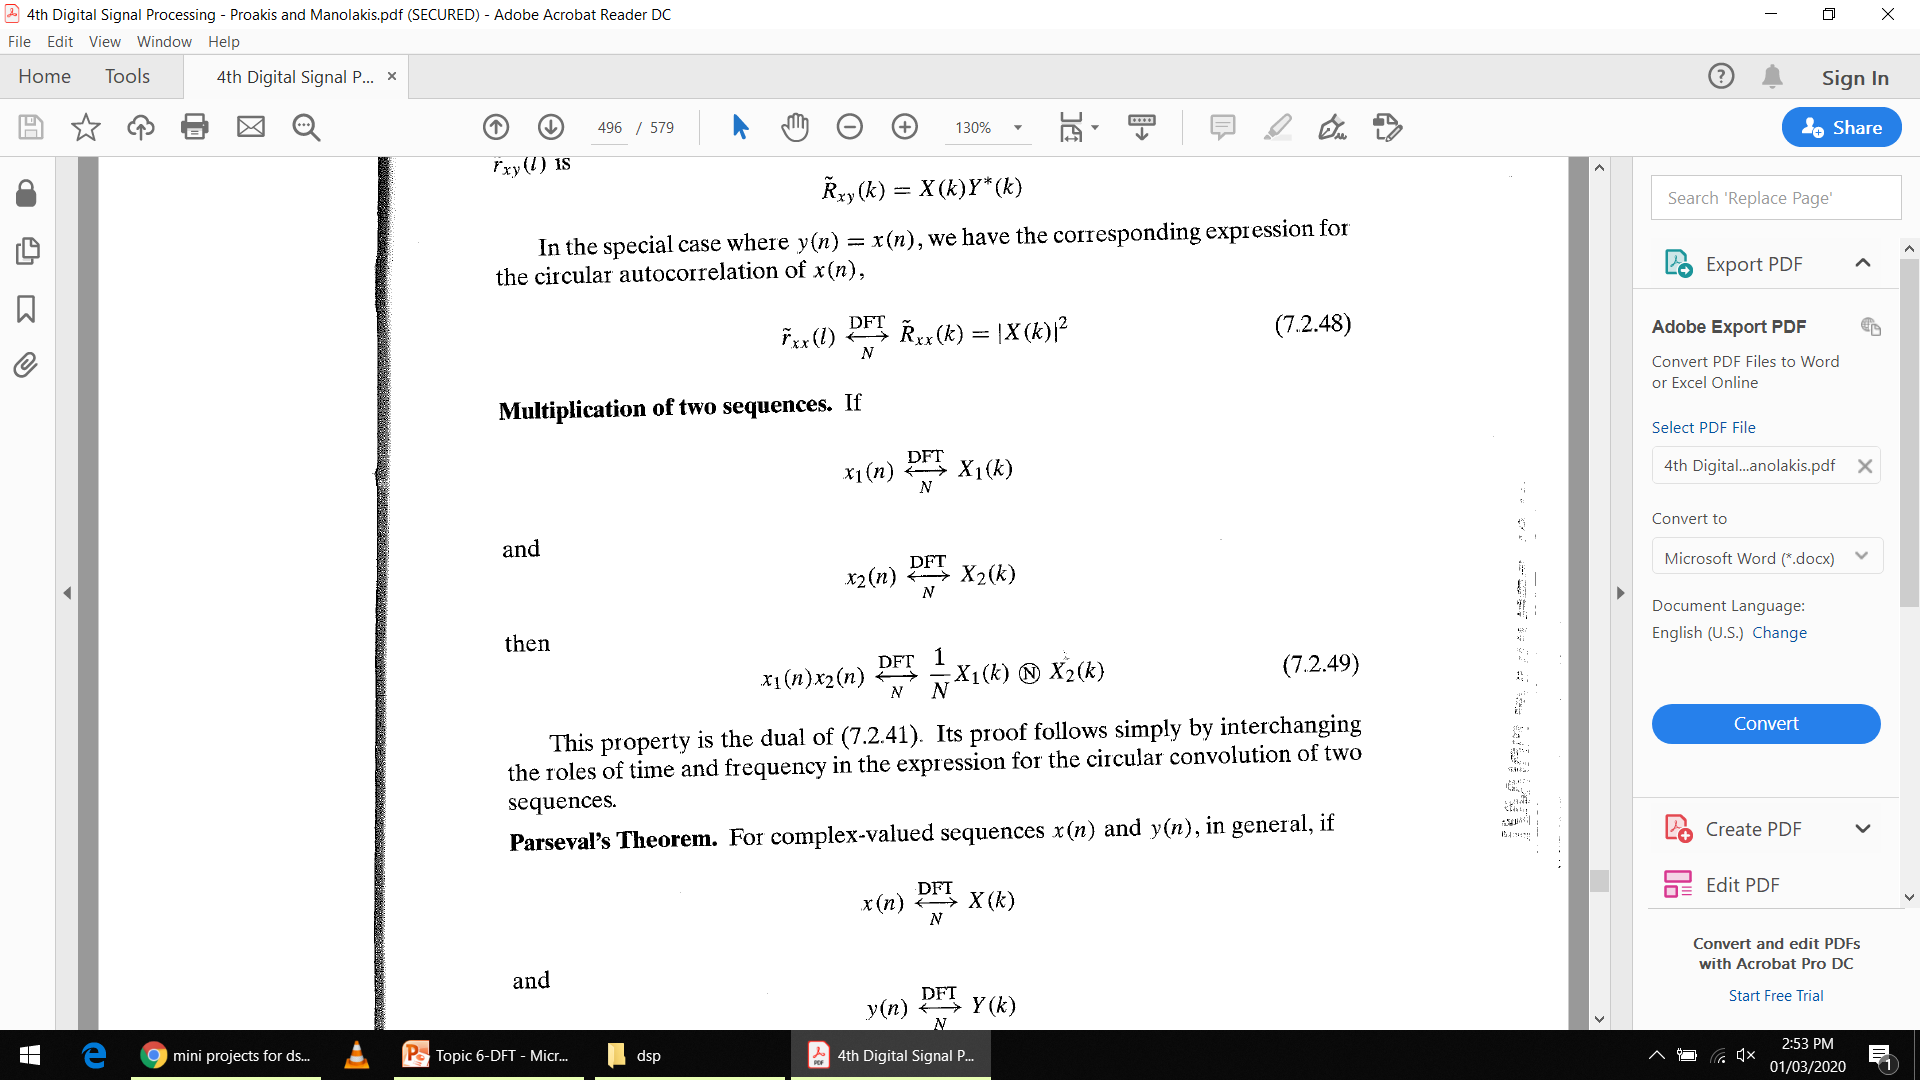 4th Digital Signal Processing - Proakis and Manolakis.pdf (SECURED) - Adobe Acrobat Reader DC
File Edit View Window Help
Home Tools 4th Digital Signal P... × Sign In
496 / 579 130% Share
r̃xy(l) is
R̃xy(k) = X(k)Y*(k)
In the special case where y(n) = x(n), we have the corresponding expression for
the circular autocorrelation of x(n),
r̃xx(l) DFT ⟷ N R̃xx(k) = |X(k)|² (7.2.48)
Multiplication of two sequences. If
x₁(n) DFT ⟷ N X₁(k)
and
x₂(n) DFT ⟷ N X₂(k)
then
x₁(n)x₂(n) DFT ⟷ N 1/N X₁(k) Ⓝ X₂(k) (7.2.49)
This property is the dual of (7.2.41). Its proof follows simply by interchanging
the roles of time and frequency in the expression for the circular convolution of two
sequences.
Parseval's Theorem. For complex-valued sequences x(n) and y(n), in general, if
x(n) DFT ⟷ N X(k)
and
y(n) DFT ⟷ N Y(k)
Search 'Replace Page'
Export PDF
Adobe Export PDF
Convert PDF Files to Word
or Excel Online
Select PDF File
4th Digital...anolakis.pdf
Convert to
Microsoft Word (*.docx)
Document Language:
English (U.S.) Change
Convert
Create PDF
Edit PDF
Convert and edit PDFs
with Acrobat Pro DC
Start Free Trial
mini projects for ds... Topic 6-DFT - Micr... dsp 4th Digital Signal P... 2:53 PM
01/03/2020 1